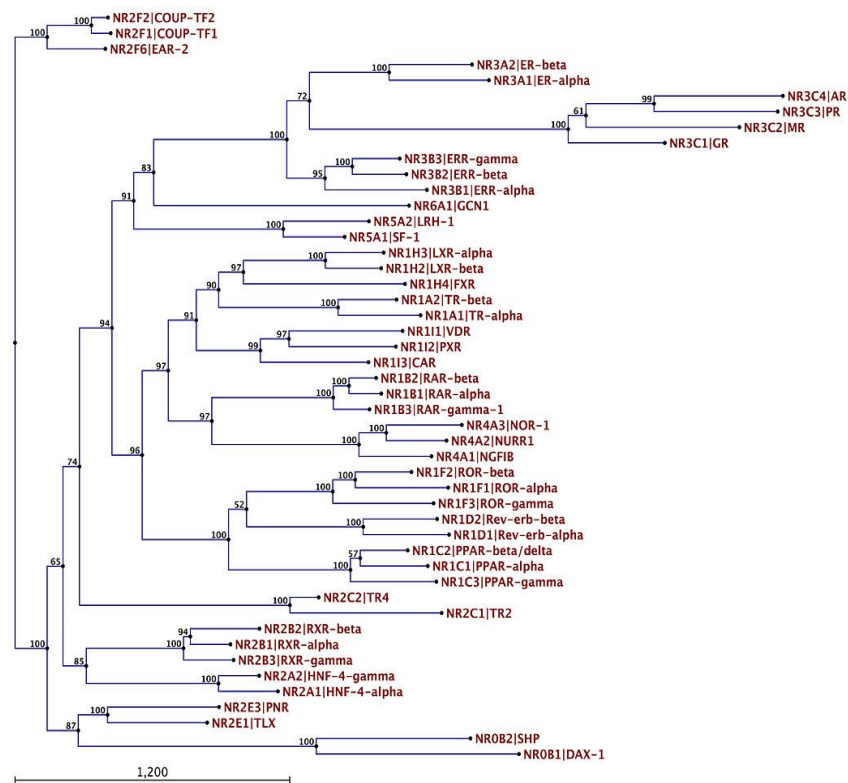 NR2F2|COUP-TF2
100
NR2F1|COUP-TF1
100
NR2F6|EAR-2
NR3A2|ER-beta
100
NR3A1|ER-alpha
72
NR3C4|AR
99
NR3C3|PR
61
NR3C2|MR
100
NR3C1|GR
100
NR3B3|ERR-gamma
100
NR3B2|ERR-beta
95
NR3B1|ERR-alpha
83
NR6A1|GCN1
91
NR5A2|LRH-1
100
NR5A1|SF-1
NR1H3|LXR-alpha
100
NR1H2|LXR-beta
97
NR1H4|FXR
90
NR1A2|TR-beta
100
NR1A1|TR-alpha
91
94
NR1I1|VDR
97
NR1I2|PXR
99
NR1I3|CAR
97
NR1B2|RAR-beta
100
NR1B1|RAR-alpha
100
NR1B3|RAR-gamma-1
97
NR4A3|NOR-1
100
NR4A2|NURR1
100
NR4A1|NGFIB
96
74
NR1F2|ROR-beta
100
NR1F1|ROR-alpha
100
NR1F3|ROR-gamma
52
NR1D2|Rev-erb-beta
100
NR1D1|Rev-erb-alpha
100
NR1C2|PPAR-beta/delta
57
NR1C1|PPAR-alpha
100
NR1C3|PPAR-gamma
65
NR2C2|TR4
100
NR2C1|TR2
NR2B2|RXR-beta
94
NR2B1|RXR-alpha
100
100
NR2B3|RXR-gamma
85
NR2A2|HNF-4-gamma
100
NR2A1|HNF-4-alpha
NR2E3|PNR
100
NR2E1|TLX
87
NR0B2|SHP
100
NR0B1|DAX-1
1,200